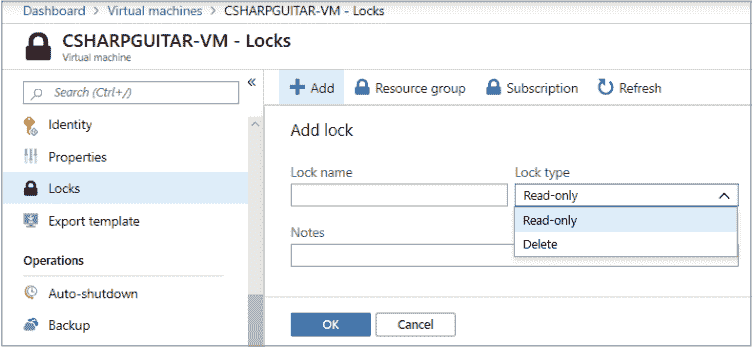 Dashboard > Virtual machines > CSHARPGUITAR-VM - Locks
CSHARPGUITAR-VM - Locks
Virtual machine
Search (Ctrl+/)
«
Identity
Properties
Locks
Export template
Operations
Auto-shutdown
Backup
Add Resource group Subscription Refresh
Add lock
Lock name Lock type
Read-only
Read-only
Delete
Notes
OK Cancel